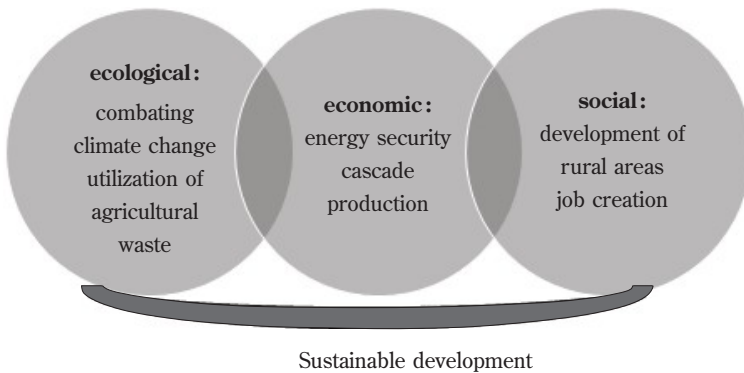 ecological:
combating
climate change
utilization of
agricultural
waste
economic:
energy security
cascade
production
social:
development of
rural areas
job creation
Sustainable development